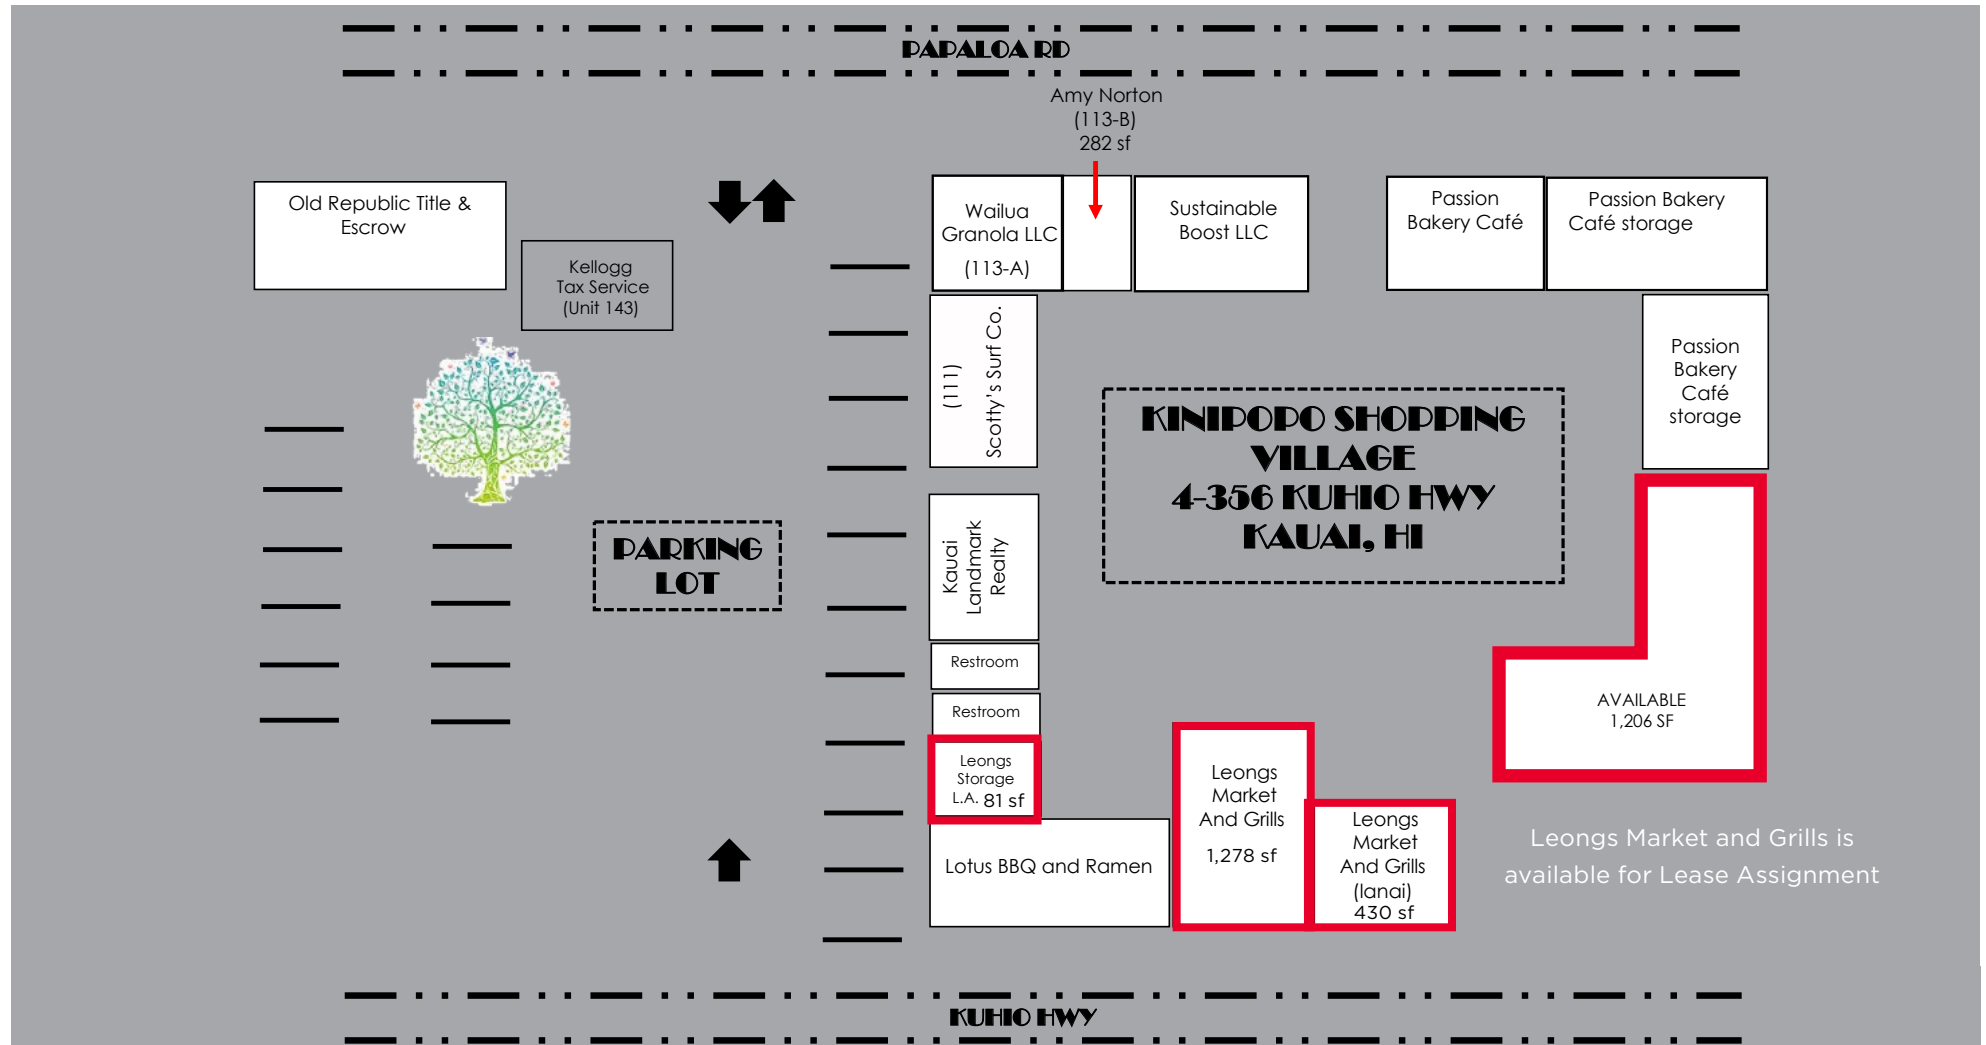 PAPALOA RD
Amy Norton
(113-B)
282 sf
Old Republic Title &
Escrow
Kellogg
Tax Service
(Unit 143)
Wailua
Granola LLC
(113-A)
Sustainable
Boost LLC
Passion
Bakery Café
Passion Bakery
Café storage
(111)
Scotty's Surf Co.
Passion
Bakery
Café
storage
KINIPOPO SHOPPING
VILLAGE
4-356 KUHIO HWY
KAUAI, HI
PARKING
LOT
Kauai
Landmark
Realty
Restroom
Restroom
Leongs
Storage
L.A. 81 sf
Lotus BBQ and Ramen
Leongs
Market
And Grills
1,278 sf
Leongs
Market
And Grills
(lanai)
430 sf
AVAILABLE
1,206 SF
Leongs Market and Grills is
available for Lease Assignment
KUHIO HWY